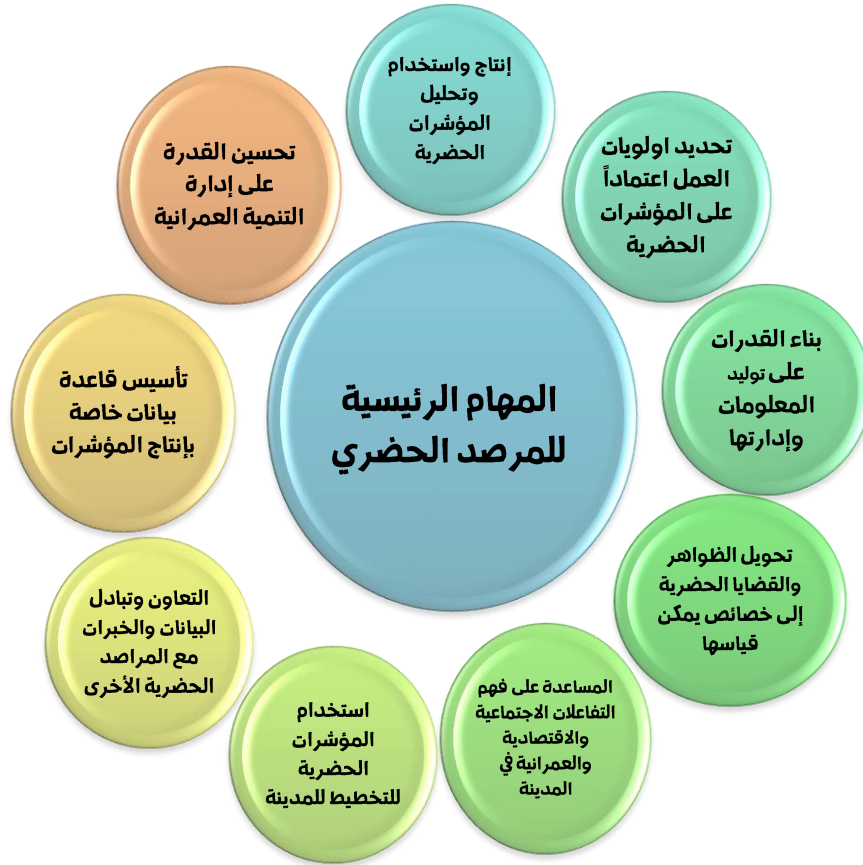 المهام الرئيسية
للمرصد الحضري
إنتاج واستخدام
وتحليل
المؤشرات
الحضرية
تحديد اولويات
العمل اعتماداً
على المؤشرات
الحضرية
بناء القدرات
على توليد
المعلومات
وإدارتها
تحويل الظواهر
والقضايا الحضرية
إلى خصائص يمكن
قياسها
المساعدة على فهم
التفاعلات الاجتماعية
والاقتصادية
والعمرانية في
المدينة
استخدام
المؤشرات
الحضرية
للتخطيط للمدينة
التعاون وتبادل
البيانات والخبرات
مع المراصد
الحضرية الأخرى
تأسيس قاعدة
بيانات خاصة
بإنتاج المؤشرات
تحسين القدرة
على إدارة
التنمية العمرانية